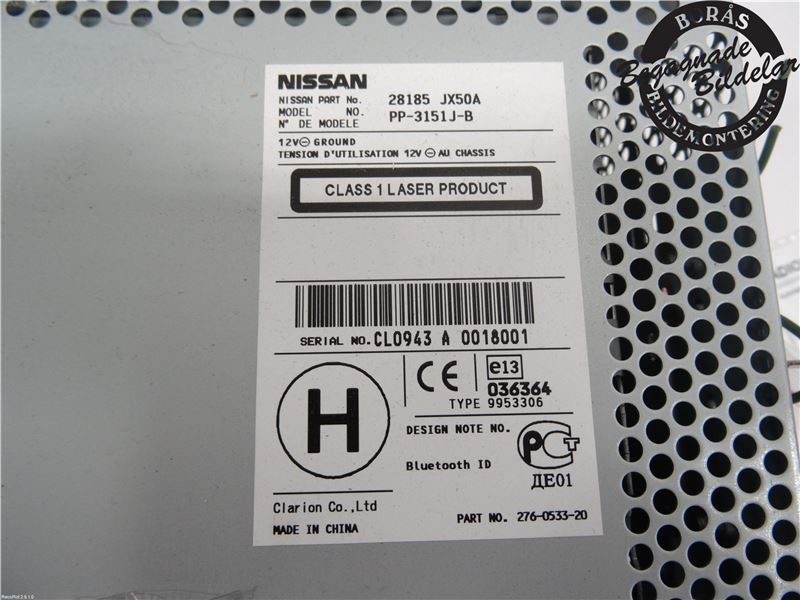 BORÅS
Begagnade
Bildelar
BILDEMONTERING
NISSAN
NISSAN PART No. 28185 JX50A
MODEL NO. PP-3151J-B
N° DE MODELE
12V⊖ GROUND
TENSION D'UTILISATION 12V ⊖ AU CHASSIS
CLASS 1 LASER PRODUCT
SERIAL NO. CL0943 A 0018001
H
CE
e13
036364
TYPE 9953306
DESIGN NOTE NO.
РСТ
Bluetooth ID
ДЕ01
Clarion Co.,Ltd
MADE IN CHINA
PART NO. 276-0533-20